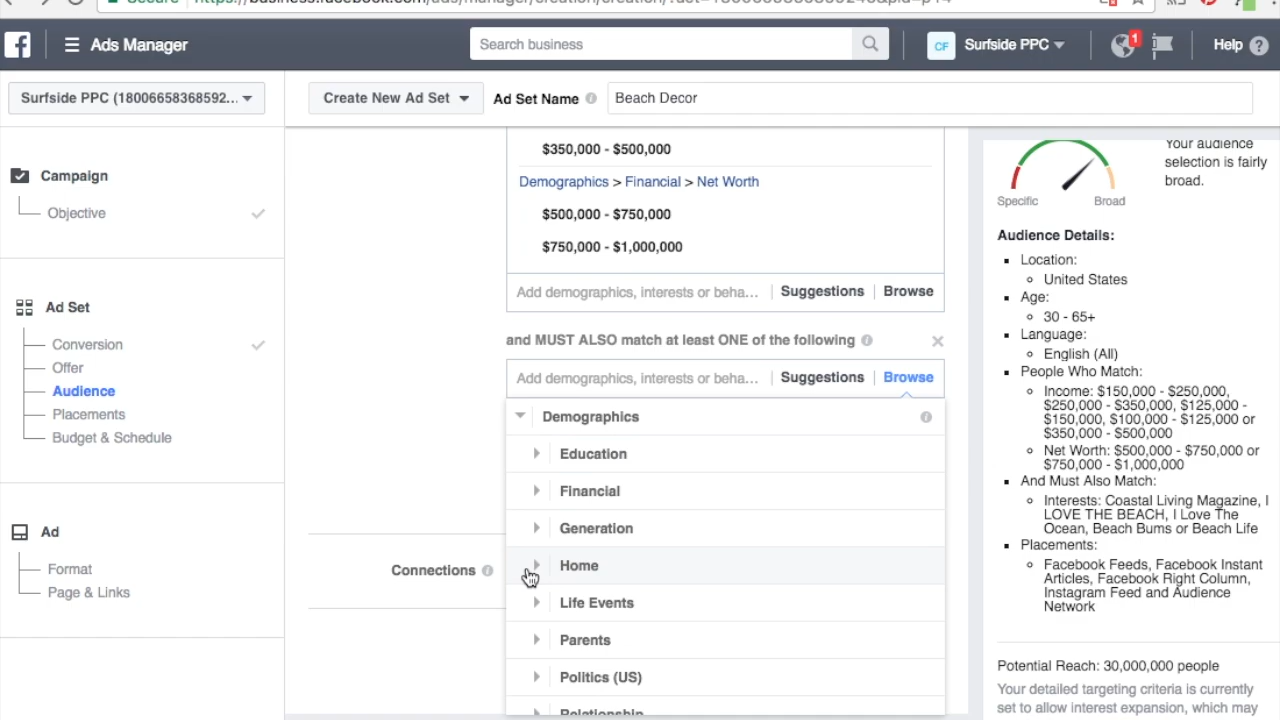 Ads Manager
Search business
CF
Surfside PPC
1
Help
Surfside PPC (18006658368592...
Create New Ad Set
Ad Set Name
Beach Decor
Campaign
Objective
Ad Set
Conversion
Offer
Audience
Placements
Budget & Schedule
Ad
Format
Page & Links
$350,000 - $500,000
Demographics > Financial > Net Worth
$500,000 - $750,000
$750,000 - $1,000,000
Add demographics, interests or beha... Suggestions Browse
and MUST ALSO match at least ONE of the following
Add demographics, interests or beha... Suggestions Browse
Demographics
Education
Financial
Generation
Home
Life Events
Parents
Politics (US)
Relationship
Connections
Your audience
selection is fairly
broad.
Specific Broad
Audience Details:
Location:
United States
Age:
30 - 65+
Language:
English (All)
People Who Match:
Income: $150,000 - $250,000,
$250,000 - $350,000, $125,000 -
$150,000, $100,000 - $125,000 or
$350,000 - $500,000
Net Worth: $500,000 - $750,000 or
$750,000 - $1,000,000
And Must Also Match:
Interests: Coastal Living Magazine, I
LOVE THE BEACH, I Love The
Ocean, Beach Bums or Beach Life
Placements:
Facebook Feeds, Facebook Instant
Articles, Facebook Right Column,
Instagram Feed and Audience
Network
Potential Reach: 30,000,000 people
Your detailed targeting criteria is currently
set to allow interest expansion, which may